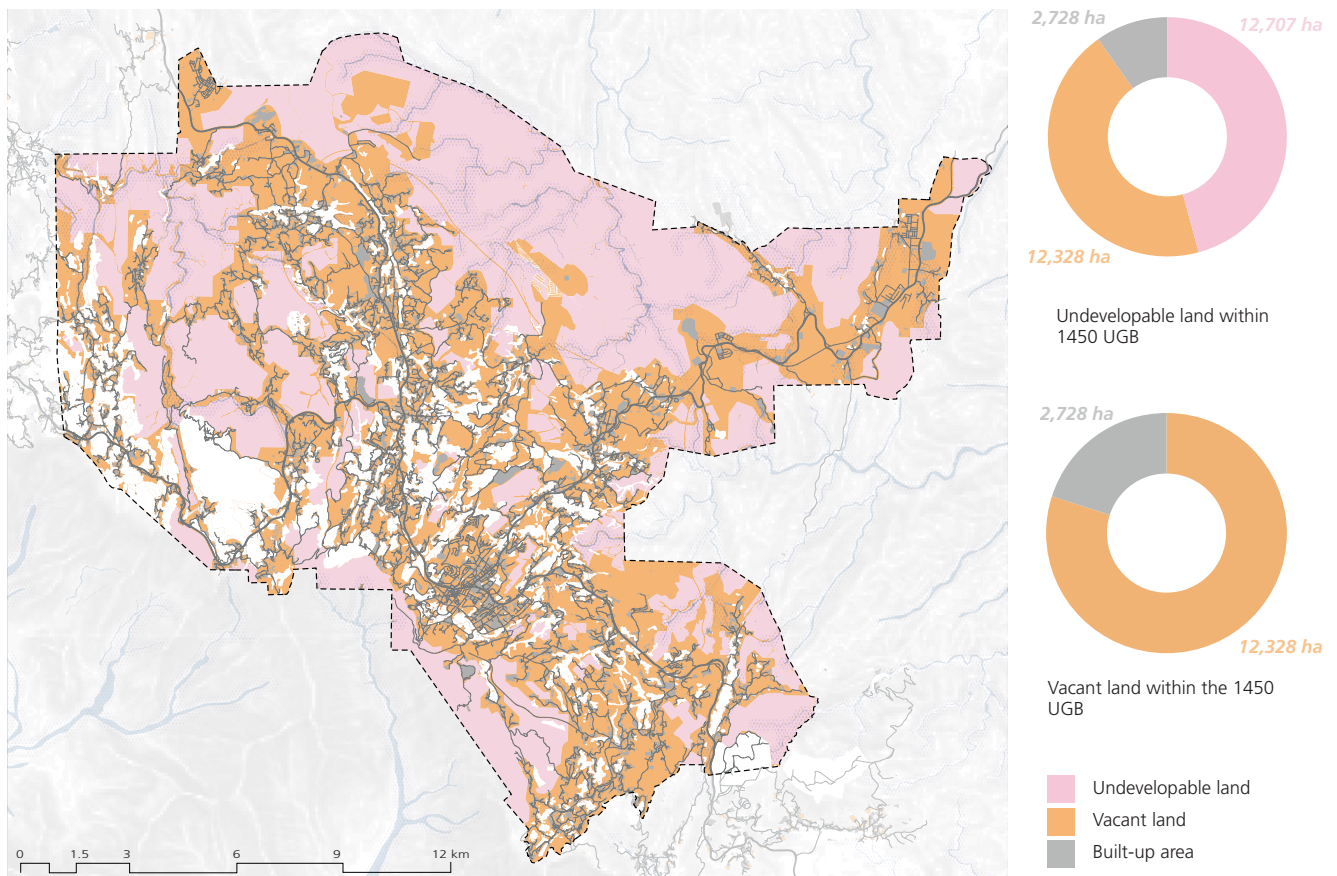 2,728 ha
12,707 ha
12,328 ha
Undevelopable land within
1450 UGB
2,728 ha
12,328 ha
Vacant land within the 1450
UGB
Undevelopable land
Vacant land
Built-up area
0 1.5 3 6 9 12 km